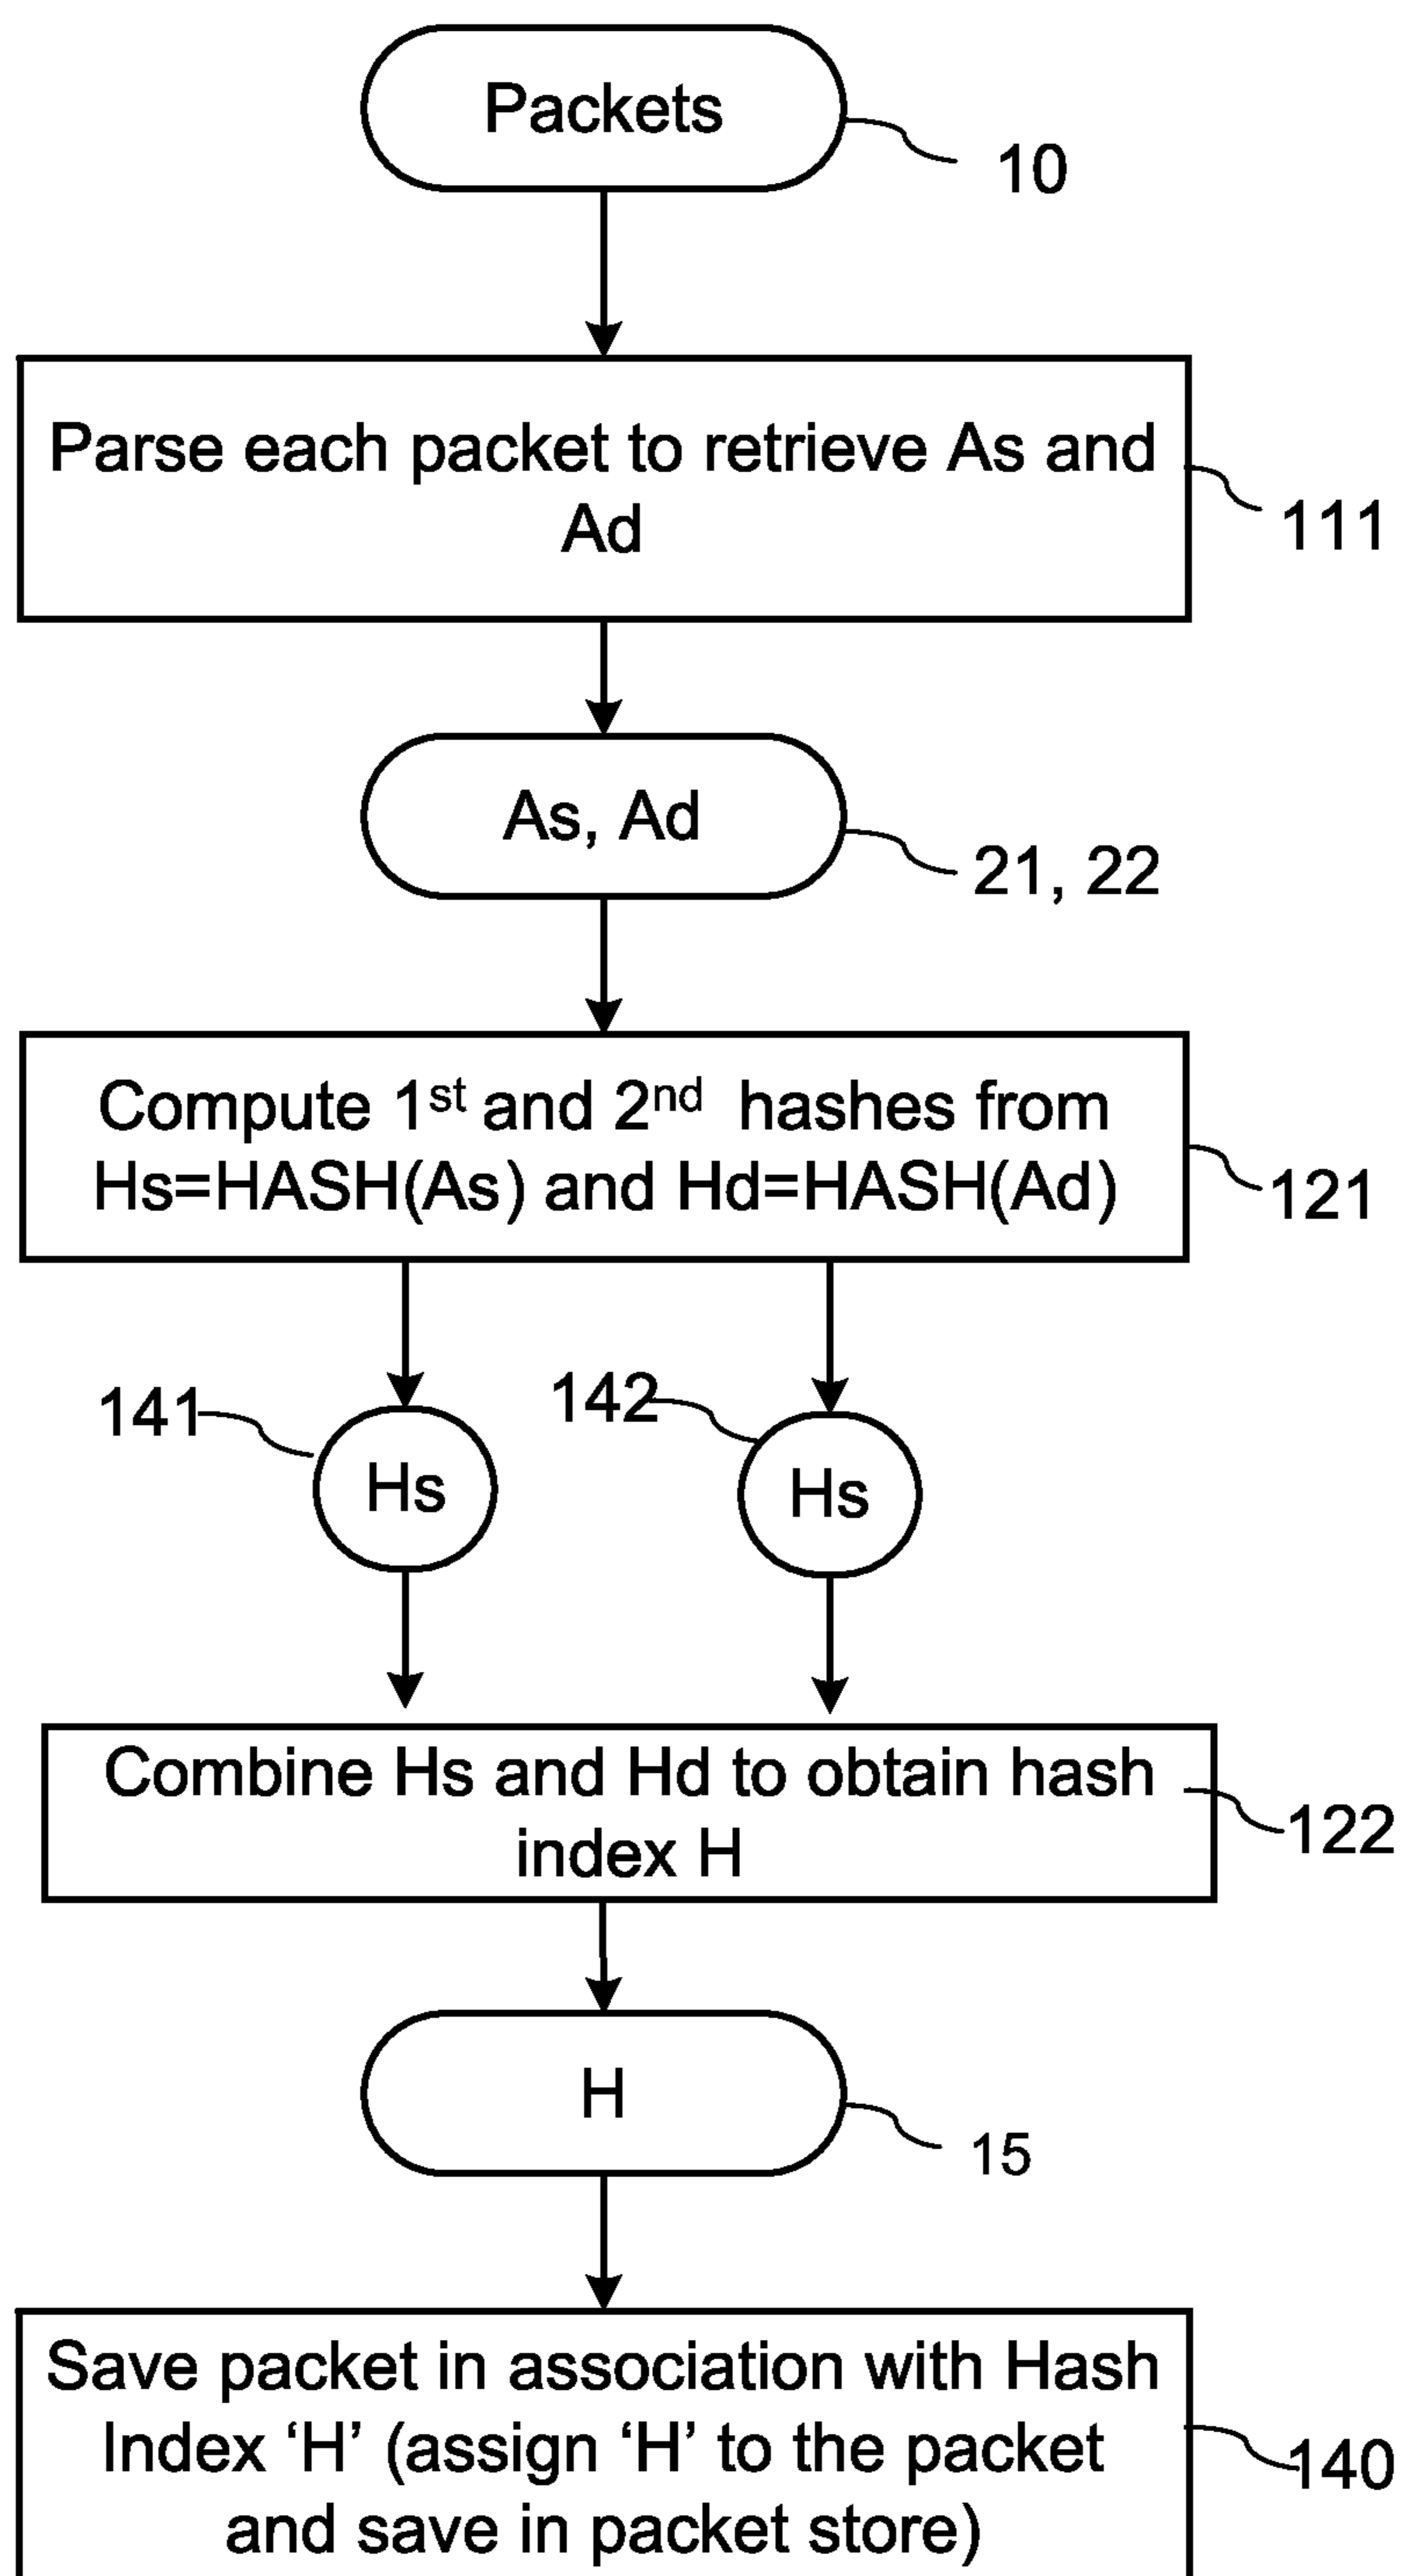 Packets
10
Parse each packet to retrieve As and
Ad
111
As, Ad
21, 22
Compute 1st and 2nd hashes from
Hs=HASH(As) and Hd=HASH(Ad)
121
141
142
Hs
Hs
Combine Hs and Hd to obtain hash
index H
122
H
15
Save packet in association with Hash
Index ‘H’ (assign ‘H’ to the packet
and save in packet store)
140